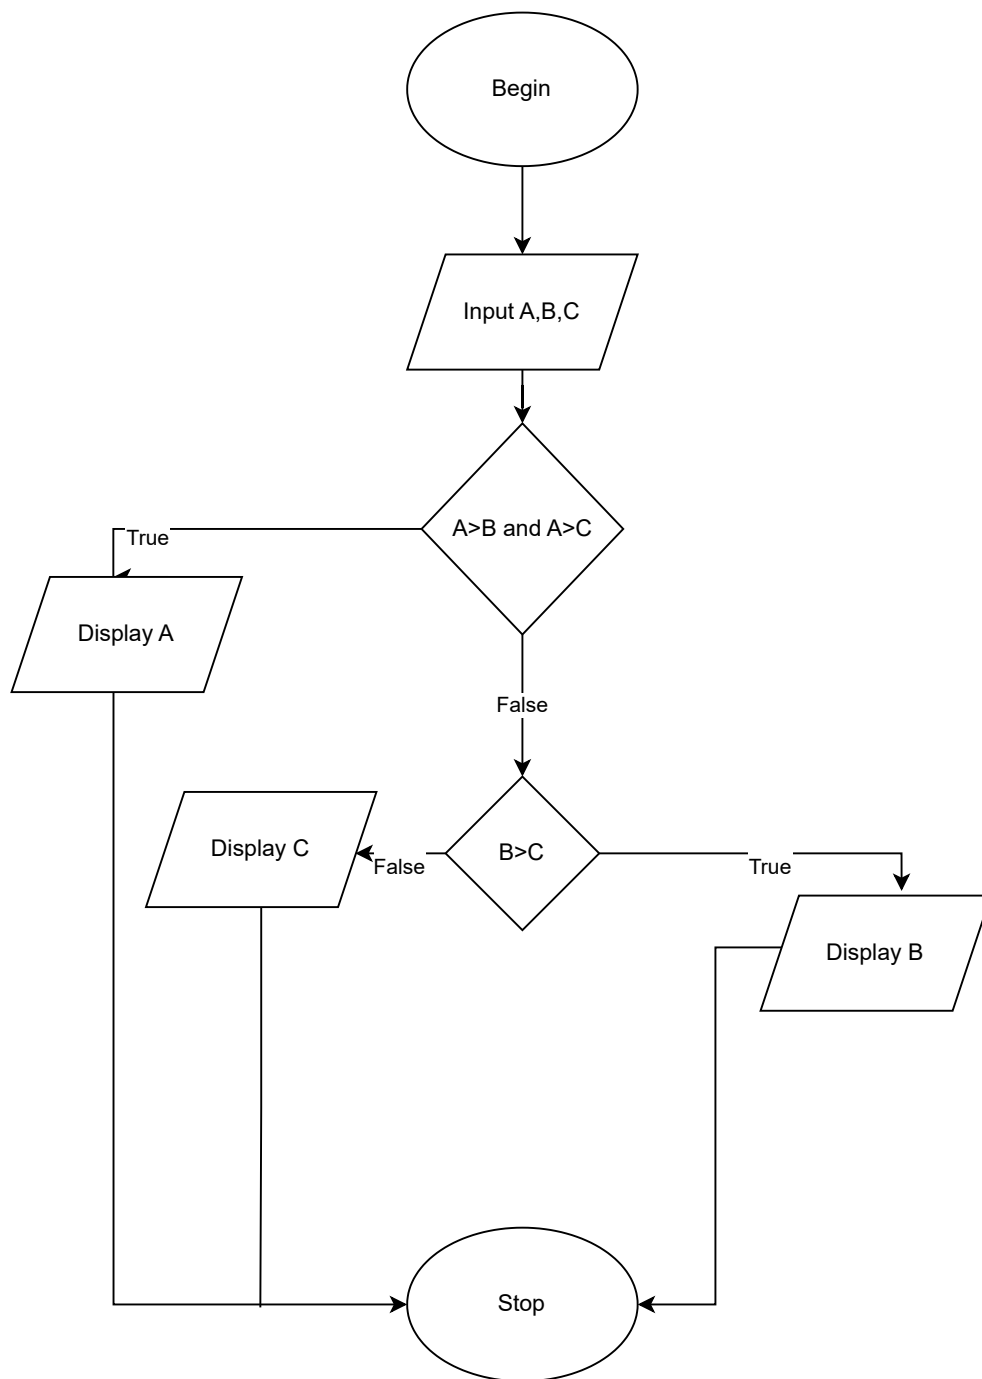 Begin
Input A,B,C
A>B and A>C
True
Display A
False
Display C
False
B>C
True
Display B
Stop